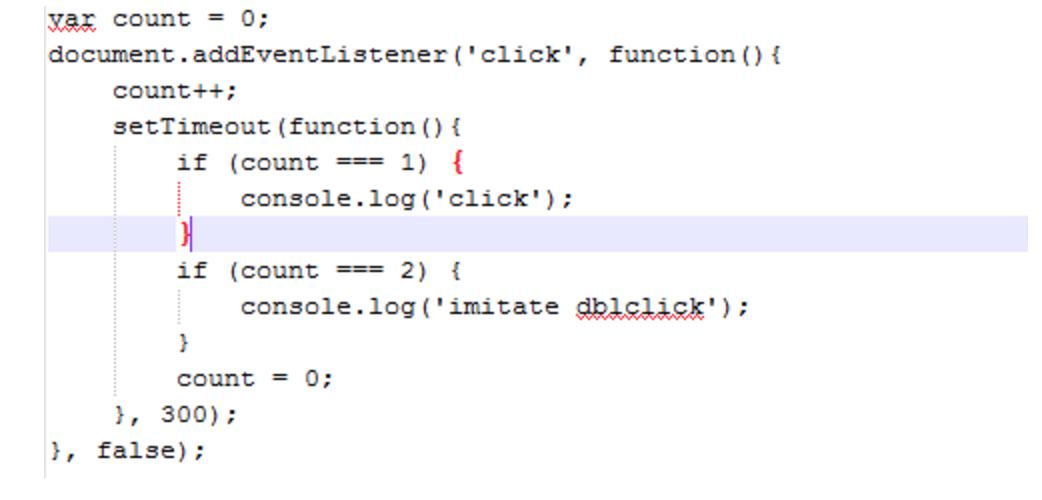 var count = 0;
document.addEventListener('click', function(){
    count++;
    setTimeout(function(){
        if (count === 1) {
            console.log('click');
        }
        if (count === 2) {
            console.log('imitate dblclick');
        }
        count = 0;
    }, 300);
}, false);